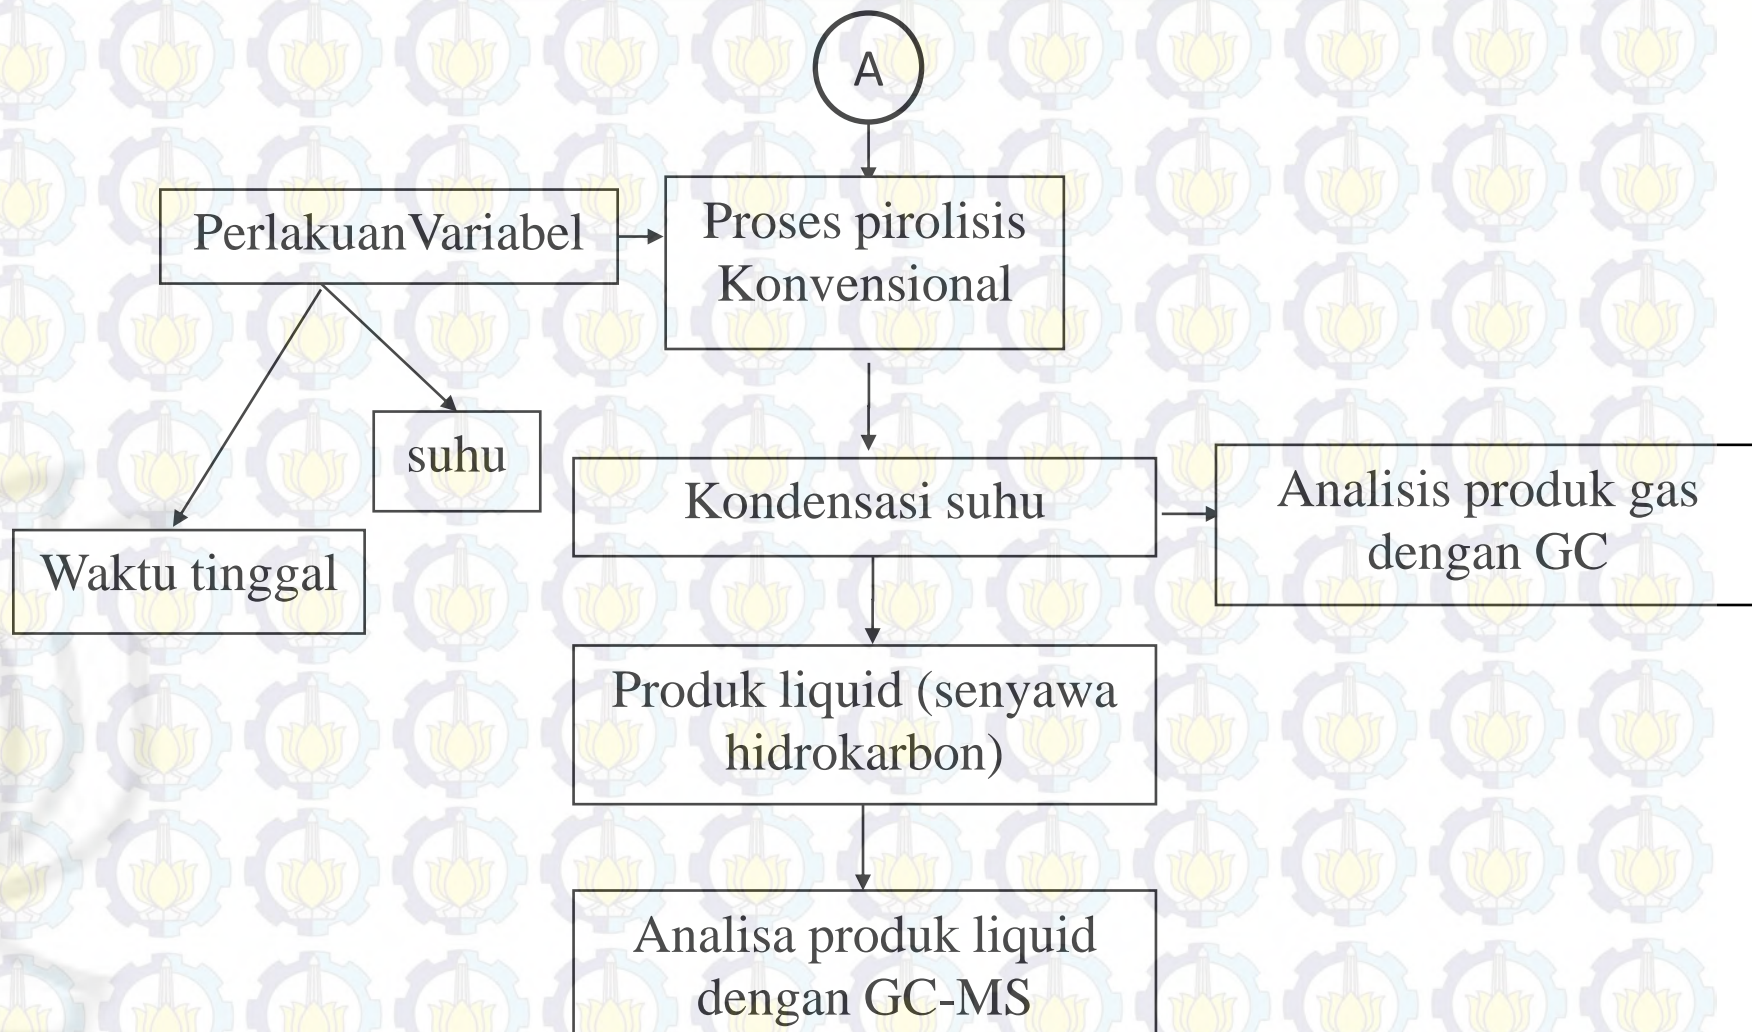 A
PerlakuanVariabel
Proses pirolisis
Konvensional
suhu
Waktu tinggal
Kondensasi suhu
Analisis produk gas
dengan GC
Produk liquid (senyawa
hidrokarbon)
Analisa produk liquid
dengan GC-MS